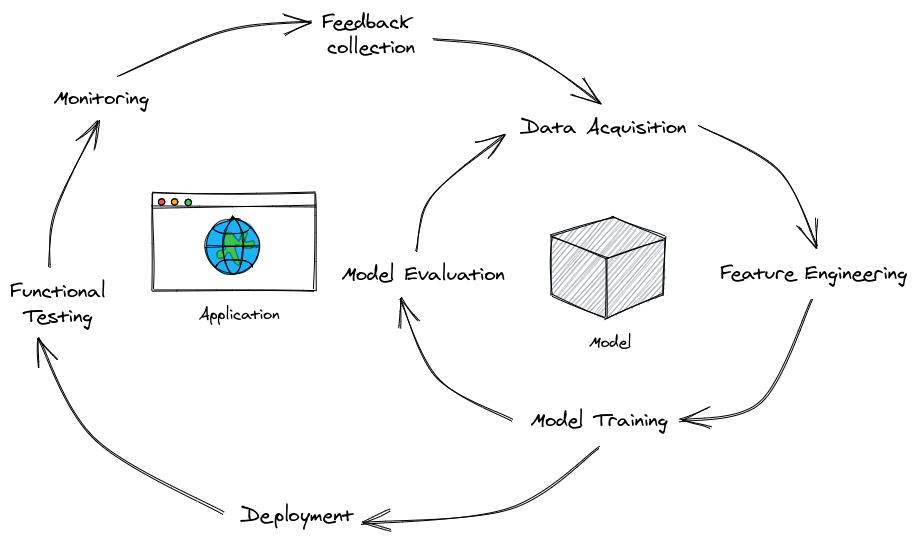 Feedback
collection
Monitoring
Data Acquisition
Application
Model Evaluation
Model
Feature Engineering
Functional
Testing
Model Training
Deployment